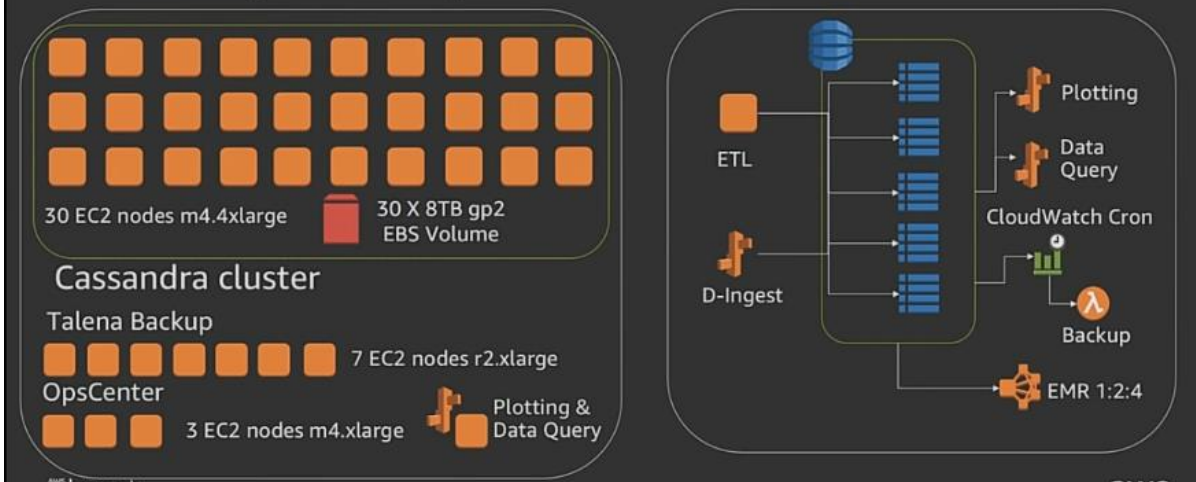 30 EC2 nodes m4.4xlarge
30 X 8TB gp2
EBS Volume
Cassandra cluster
Talena Backup
7 EC2 nodes r2.xlarge
OpsCenter
3 EC2 nodes m4.xlarge
Plotting &
Data Query
ETL
D-Ingest
Plotting
Data
Query
CloudWatch Cron
λ
Backup
EMR 1:2:4